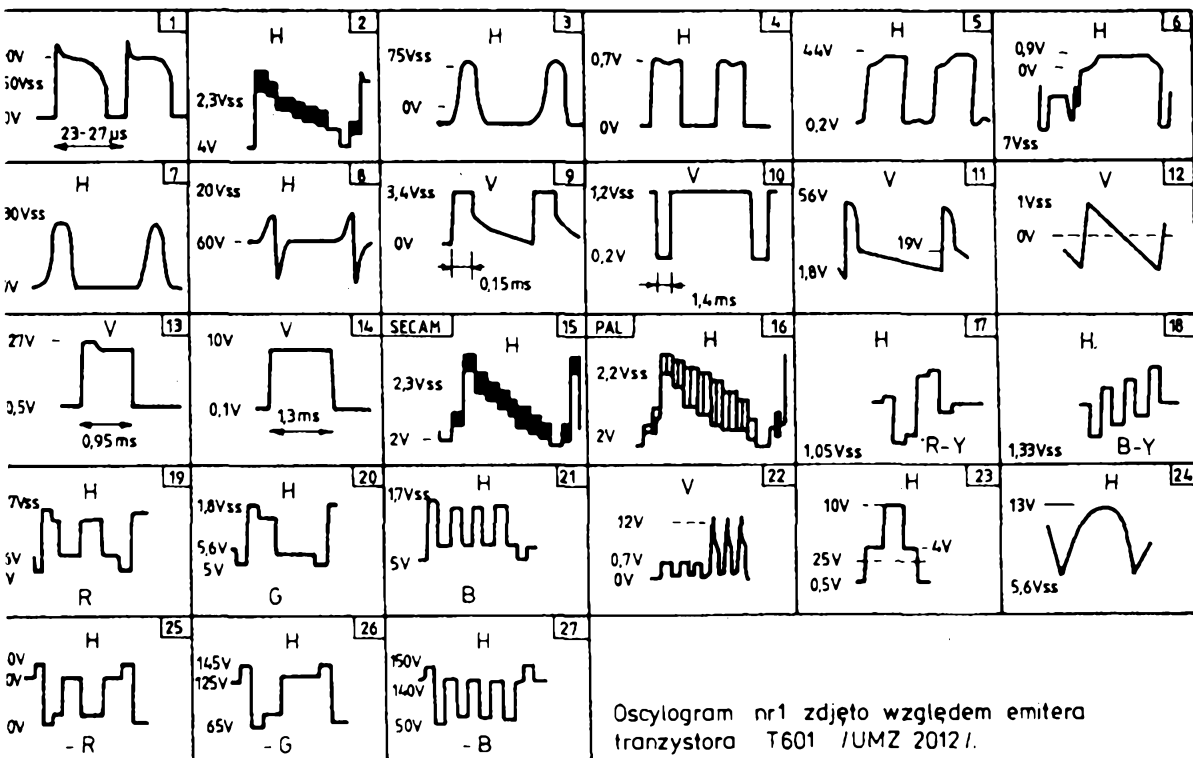 1
0V
50Vss
0V
23-27 µs
2
H
2,3Vss
4V
3
H
75Vss
0V
4
H
0,7V
0V
5
H
44V
0,2V
6
H
0,9V
0V
7Vss
7
H
30Vss
V
8
H
20Vss
60V
9
V
3,4Vss
0V
0,15ms
10
V
1,2Vss
0,2V
1,4ms
11
V
56V
19V
1,8V
12
V
1Vss
0V
13
V
27V
0,5V
0,95ms
14
V
10V
0,1V
1,3ms
SECAM
15
H
2,3Vss
2V
PAL
16
H
2,2Vss
2V
17
H
1,05Vss
R-Y
18
H.
1,33Vss
B-Y
19
H
7Vss
V
R
20
H
1,8Vss
5,6V
5V
G
21
H
1,7Vss
5V
B
22
V
12V
0,7V
0V
23
H
10V
4V
25V
0,5V
24
H
13V
5,6Vss
25
H
0V
0V
0V
-R
26
H
145V
125V
65V
-G
27
H
150V
140V
50V
-B
Oscylogram nr1 zdjęto względem emitera
tranzystora T601 /UMZ 2012/.